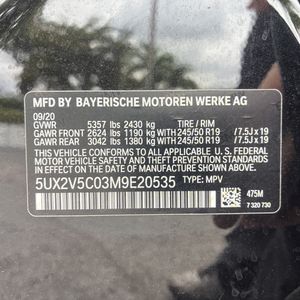 MFD BY BAYERISCHE MOTOREN WERKE AG
09/20
GVWR 5357 lbs 2430 kg TIRE / RIM
GAWR FRONT 2624 lbs 1190 kg WITH 245/50 R19 /7.5J x 19
GAWR REAR 3042 lbs 1380 kg WITH 245/50 R19 /7.5J x 19
THIS VEHICLE CONFORMS TO ALL
APPLICABLE U.S. FEDERAL MOTOR VEHICLE
SAFETY, BUMPER, AND THEFT PREVENTION
STANDARDS IN EFFECT ON THE DATE OF
MANUFACTURE SHOWN ABOVE.
5UX2V5C03M9E20535 TYPE: MPV 475M
7 320 730